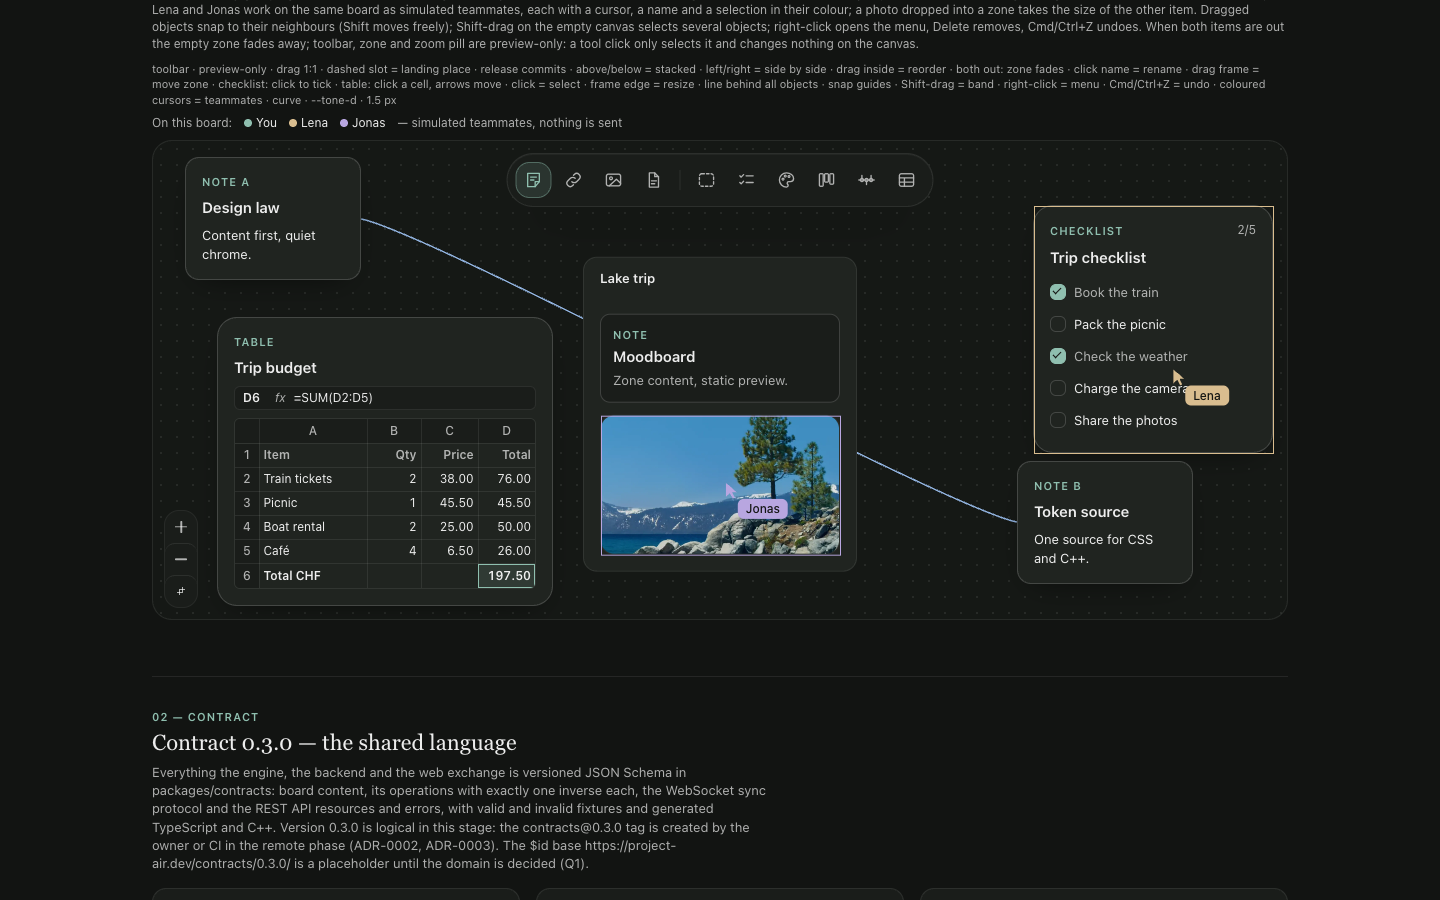 Lena and Jonas work on the same board as simulated teammates, each with a cursor, a name and a selection in their colour; a photo dropped into a zone takes the size of the other item. Dragged
objects snap to their neighbours (Shift moves freely); Shift-drag on the empty canvas selects several objects; right-click opens the menu, Delete removes, Cmd/Ctrl+Z undoes. When both items are out
the empty zone fades away; toolbar, zone and zoom pill are preview-only: a tool click only selects it and changes nothing on the canvas.
toolbar · preview-only · drag 1:1 · dashed slot = landing place · release commits · above/below = stacked · left/right = side by side · drag inside = reorder · both out: zone fades · click name = rename · drag frame =
move zone · checklist: click to tick · table: click a cell, arrows move · click = select · frame edge = resize · line behind all objects · snap guides · Shift-drag = band · right-click = menu · Cmd/Ctrl+Z = undo · coloured
cursors = teammates · curve · --tone-d · 1.5 px
On this board: You Lena Jonas — simulated teammates, nothing is sent
NOTE A
Design law
Content first, quiet
chrome.
TABLE
Trip budget
D6 fx =SUM(D2:D5)
A B C D
1 Item Qty Price Total
2 Train tickets 2 38.00 76.00
3 Picnic 1 45.50 45.50
4 Boat rental 2 25.00 50.00
5 Café 4 6.50 26.00
6 Total CHF 197.50
Lake trip
NOTE
Moodboard
Zone content, static preview.
Jonas
CHECKLIST 2/5
Trip checklist
Book the train
Pack the picnic
Check the weather
Charge the camera
Lena
Share the photos
NOTE B
Token source
One source for CSS
and C++.
02 — CONTRACT
Contract 0.3.0 — the shared language
Everything the engine, the backend and the web exchange is versioned JSON Schema in
packages/contracts: board content, its operations with exactly one inverse each, the WebSocket sync
protocol and the REST API resources and errors, with valid and invalid fixtures and generated
TypeScript and C++. Version 0.3.0 is logical in this stage: the contracts@0.3.0 tag is created by the
owner or CI in the remote phase (ADR-0002, ADR-0003). The $id base https://project-
air.dev/contracts/0.3.0/ is a placeholder until the domain is decided (Q1).